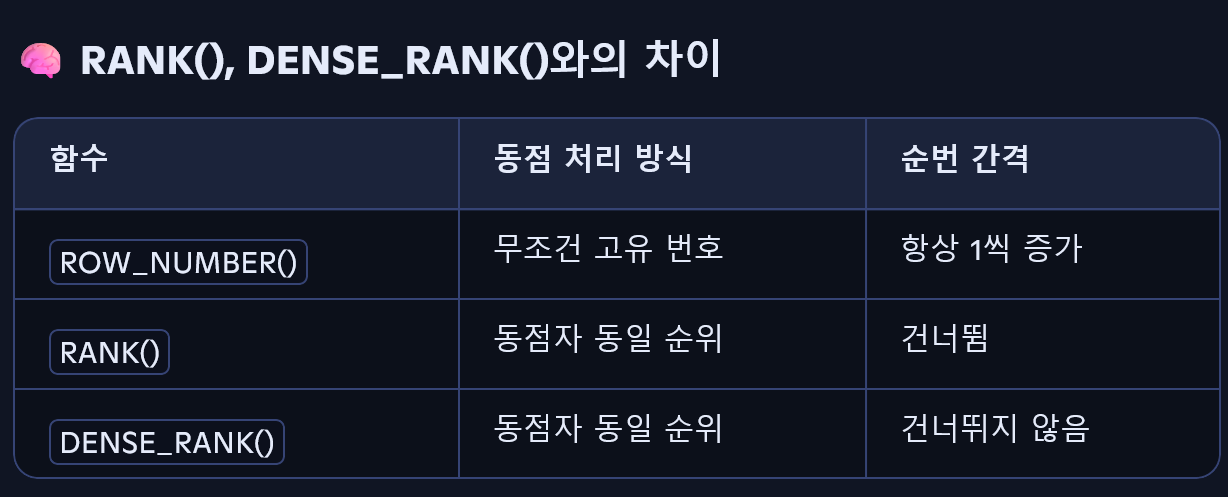 🧠 RANK(), DENSE_RANK()와의 차이
함수 동점 처리 방식 순번 간격
ROW_NUMBER() 무조건 고유 번호 항상 1씩 증가
RANK() 동점자 동일 순위 건너뜀
DENSE_RANK() 동점자 동일 순위 건너뛰지 않음